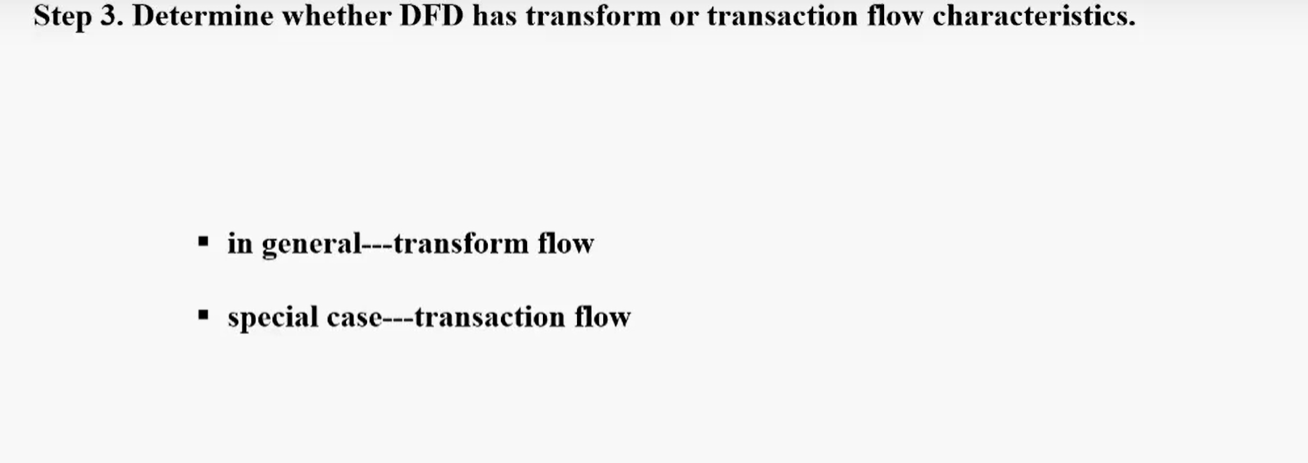 Step 3. Determine whether DFD has transform or transaction flow characteristics.
▪ in general---transform flow
▪ special case---transaction flow